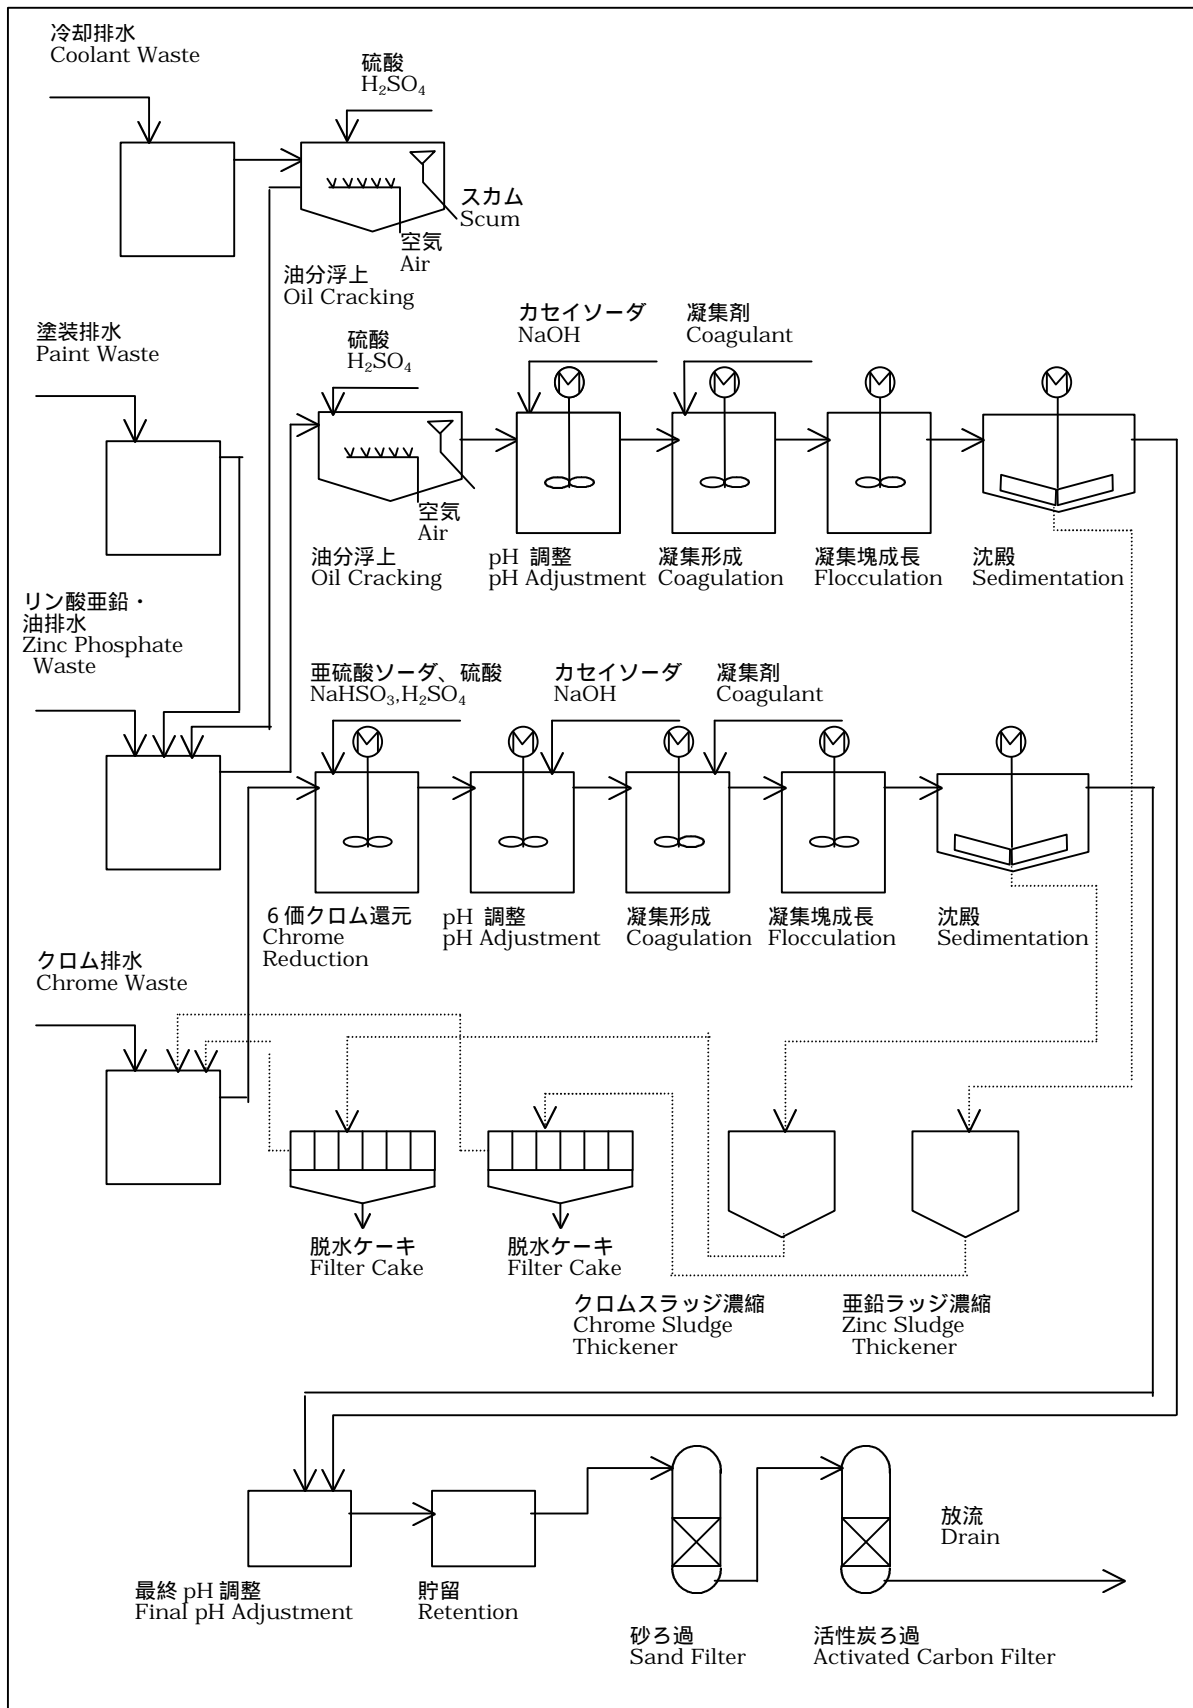 冷却排水
Coolant Waste
硫酸
H₂SO₄
スカム
Scum
空気
Air
油分浮上
Oil Cracking
塗装排水
Paint Waste
硫酸
H₂SO₄
カセイソーダ
NaOH
凝集剤
Coagulant
M
M
M
M
空気
Air
油分浮上
Oil Cracking
pH 調整
pH Adjustment
凝集形成
Coagulation
凝集塊成長
Flocculation
沈殿
Sedimentation
リン酸亜鉛・
油排水
Zinc Phosphate
Waste
亜硫酸ソーダ、硫酸
NaHSO₃,H₂SO₄
カセイソーダ
NaOH
凝集剤
Coagulant
M
M
M
M
M
6 価クロム還元
Chrome
Reduction
pH 調整
pH Adjustment
凝集形成
Coagulation
凝集塊成長
Flocculation
沈殿
Sedimentation
クロム排水
Chrome Waste
脱水ケーキ
Filter Cake
脱水ケーキ
Filter Cake
クロムスラッジ濃縮
Chrome Sludge
Thickener
亜鉛ラッジ濃縮
Zinc Sludge
Thickener
最終 pH 調整
Final pH Adjustment
貯留
Retention
砂ろ過
Sand Filter
活性炭ろ過
Activated Carbon Filter
放流
Drain